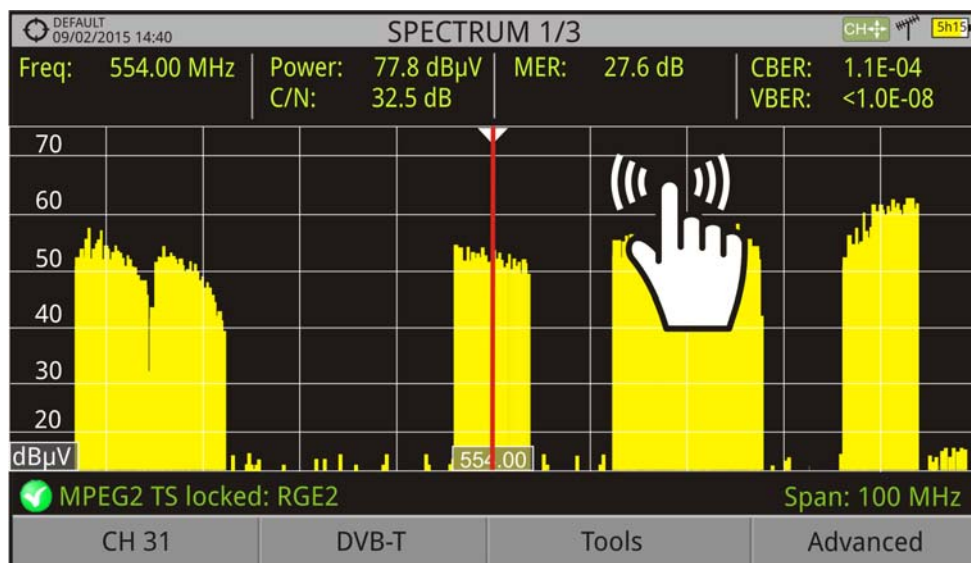 DEFAULT
09/02/2015 14:40
SPECTRUM 1/3
CH
5h15
Freq: 554.00 MHz
Power: 77.8 dBµV
C/N: 32.5 dB
MER: 27.6 dB
CBER: 1.1E-04
VBER: <1.0E-08
70
60
50
40
30
20
dBµV
554.00
MPEG2 TS locked: RGE2
Span: 100 MHz
CH 31
DVB-T
Tools
Advanced